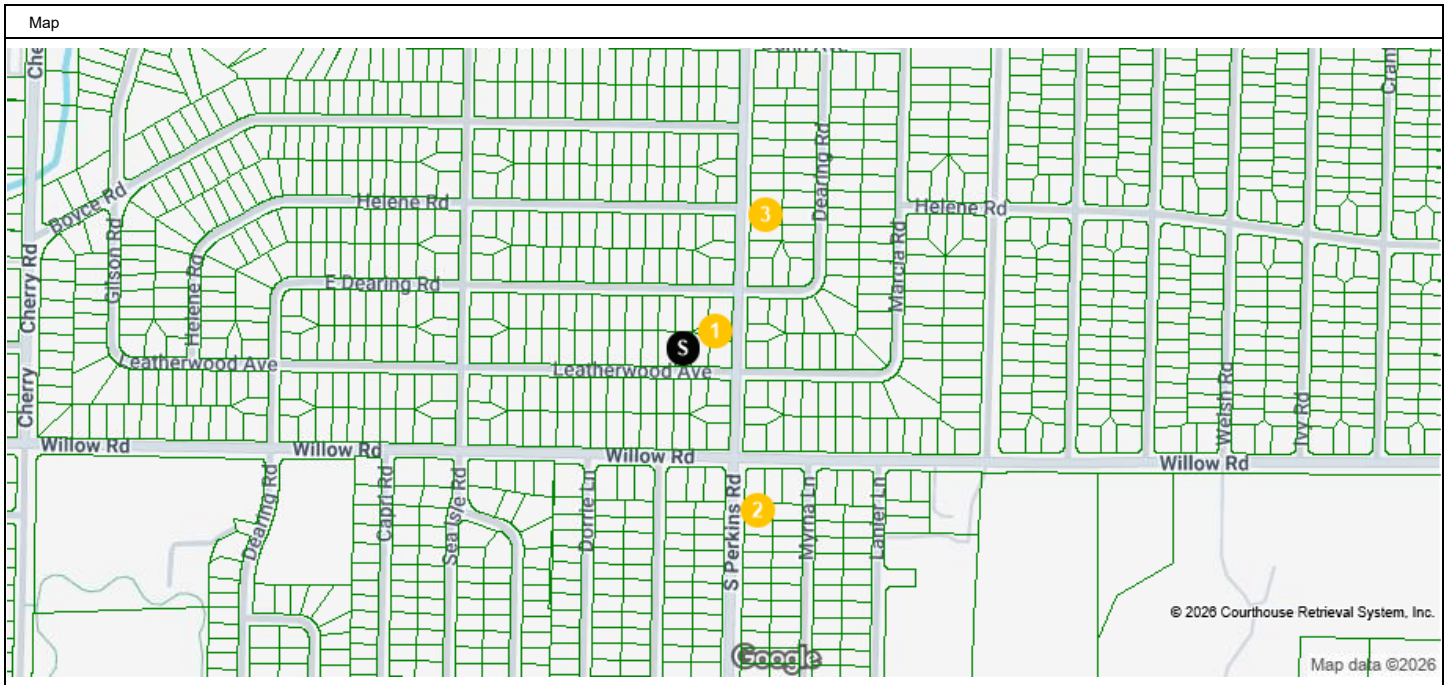 Map
Che
Cram
Dearing Rd
Boyce Rd
Helene Rd
3
Helene Rd
Gilson Rd
Marcia Rd
Helene Rd
Cherry Rd
E Dearing Rd
1
S
Leatherwood Ave
Leatherwood Ave
Cherry Rd
Welsh Rd
Ivy Rd
Willow Rd
Willow Rd
Willow Rd
Willow Rd
Dearing Rd
Capri Rd
Sea Isle Rd
Dorrie Ln
S Perkins Rd
2
Myrna Ln
Lanier Ln
© 2026 Courthouse Retrieval System, Inc.
Google
Map data ©2026